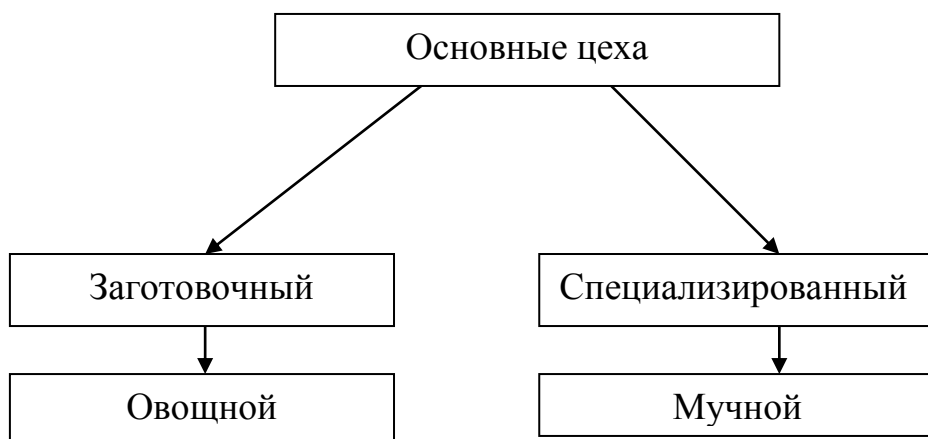 Основные цеха
Заготовочный
Специализированный
Овощной
Мучной